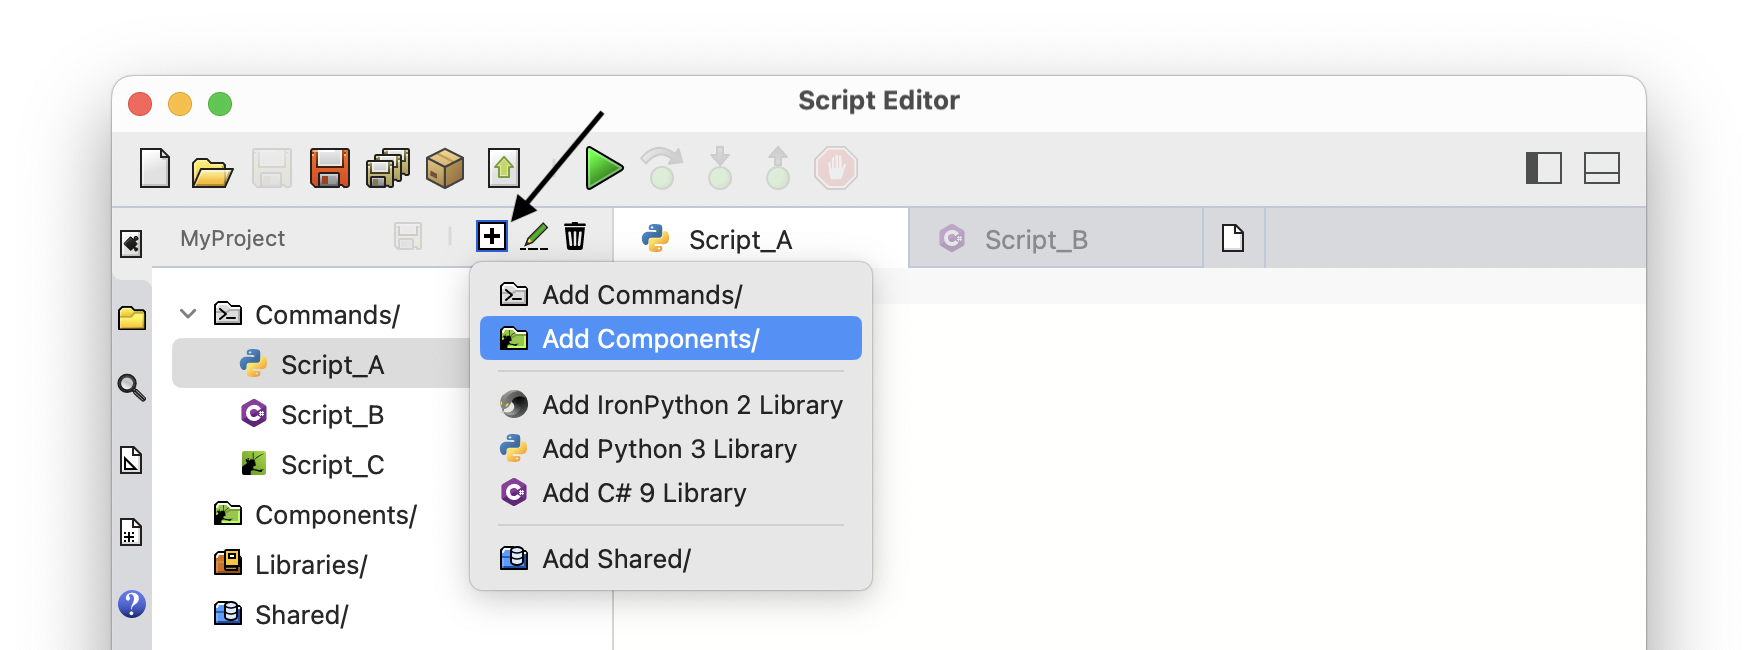 Script Editor
MyProject
Script_A
Script_B
Commands/
Script_A
Script_B
Script_C
Components/
Libraries/
Shared/
Add Commands/
Add Components/
Add IronPython 2 Library
Add Python 3 Library
Add C# 9 Library
Add Shared/